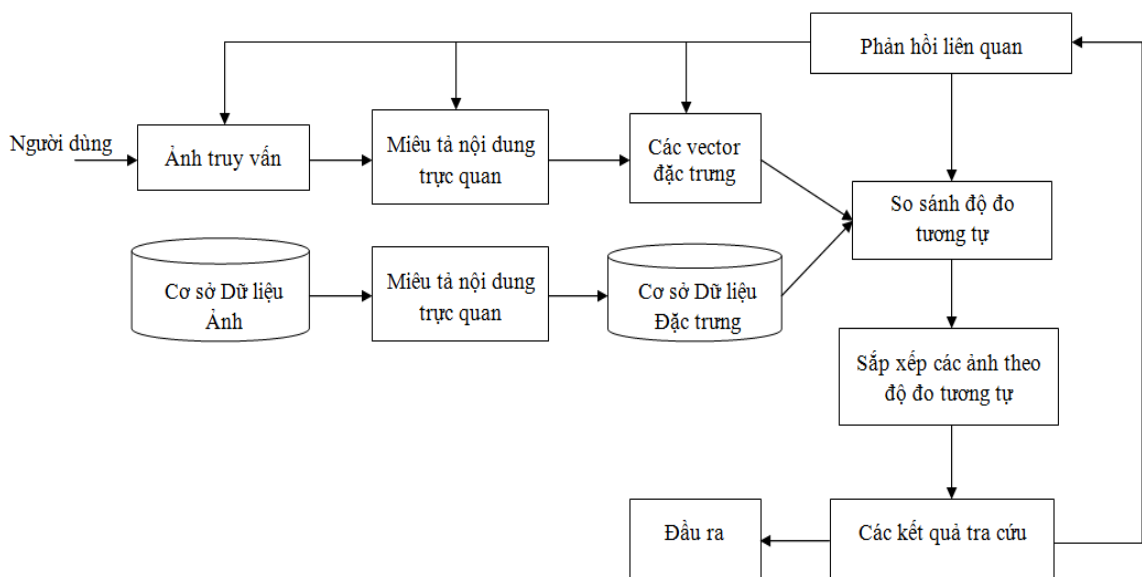 Phản hồi liên quan
Người dùng
Ảnh truy vấn
Miêu tả nội dung
trực quan
Các vector
đặc trưng
So sánh độ đo
tương tự
Cơ sở Dữ liệu
Ảnh
Miêu tả nội dung
trực quan
Cơ sở Dữ liệu
Đặc trưng
Sắp xếp các ảnh theo
độ đo tương tự
Đầu ra
Các kết quả tra cứu